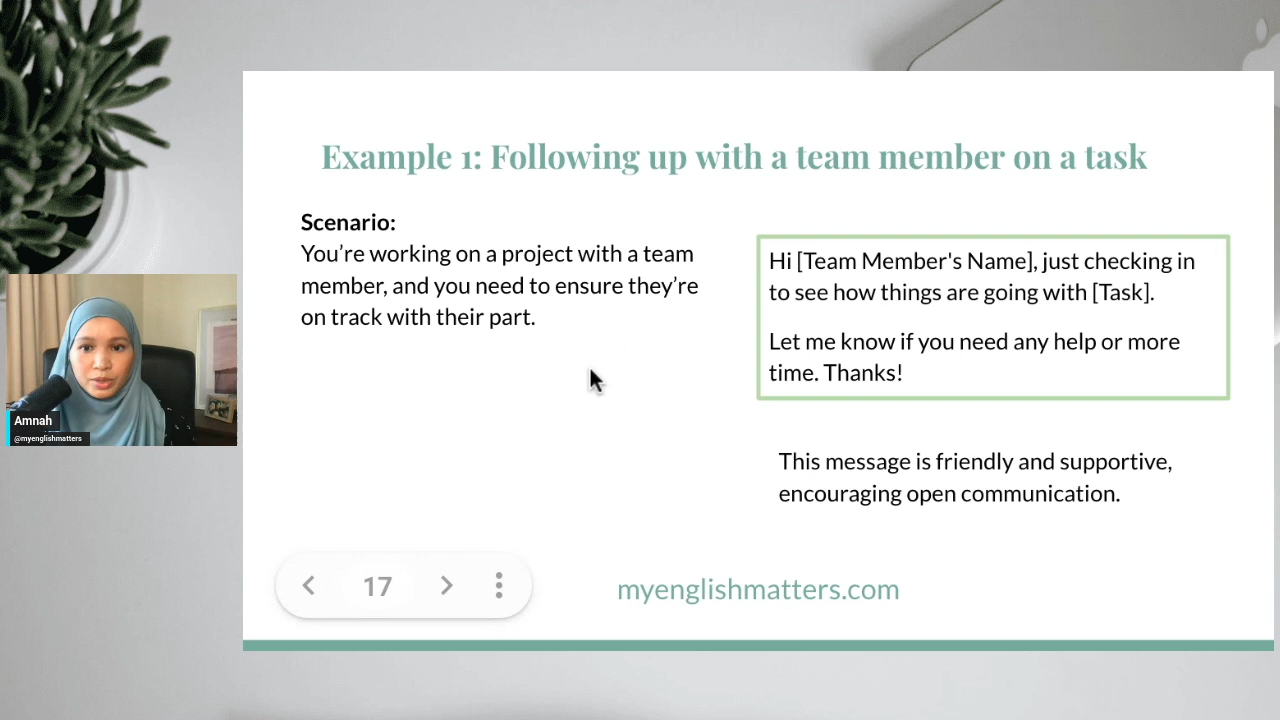 Example 1: Following up with a team member on a task
Scenario:
You’re working on a project with a team
member, and you need to ensure they’re
on track with their part.
Hi [Team Member's Name], just checking in
to see how things are going with [Task].
Let me know if you need any help or more
time. Thanks!
This message is friendly and supportive,
encouraging open communication.
Amnah
@myenglishmatters
17
myenglishmatters.com